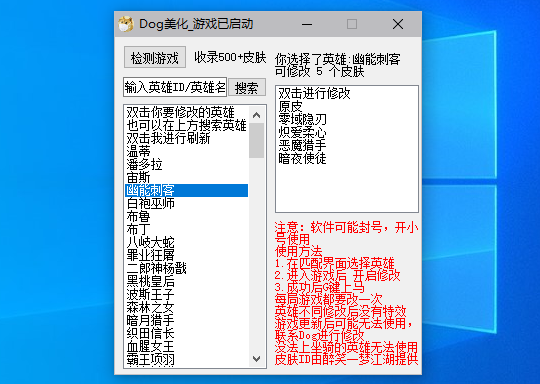 Dog美化_游戏已启动
检测游戏
收录500+皮肤
输入英雄ID/英雄名
搜索
双击你要修改的英雄
也可以在上方搜索英雄
双击我进行刷新
温蒂
潘多拉
宙斯
幽能刺客
白袍巫师
布鲁
布丁
八岐大蛇
罪业狂屠
二郎神杨戬
黑桃皇后
波斯王子
森林之女
暗月猎手
织田信长
血腥女王
霸王项羽
你选择了英雄:幽能刺客
可修改 5 个皮肤
双击进行修改
原皮
零域隐刃
炽爱柔心
恶魔猎手
暗夜使徒
注意：软件可能封号，开小
号使用
使用方法
1.在匹配界面选择英雄
2.进入游戏后 开启修改
3.成功后G键上马
每局游戏都要改一次
英雄不同修改后没有特效
游戏更新后可能无法使用，
联系Dog进行修改
没法上坐骑的英雄无法使用
皮肤ID由醉笑一梦江湖提供